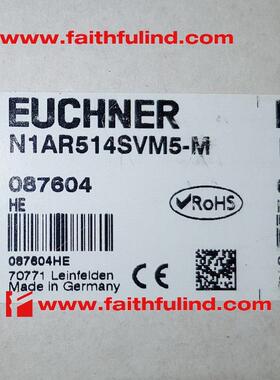 www.faithfulind.com
EUCHNER
N1AR514SVM5-M
087604
HE
RoHS
087604HE
70771 Leinfelden
Made in Germany
CE
www.faithfulind.com